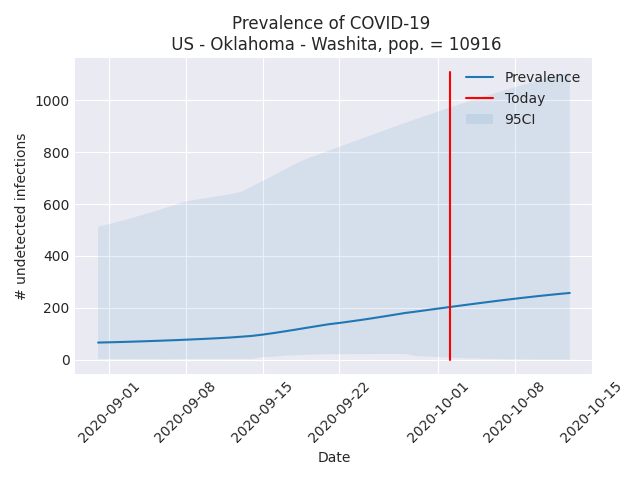 Prevalence of COVID-19
US - Oklahoma - Washita, pop. = 10916
Prevalence
Today
95CI
# undetected infections
1000
800
600
400
200
0
2020-09-01
2020-09-08
2020-09-15
2020-09-22
2020-10-01
2020-10-08
2020-10-15
Date